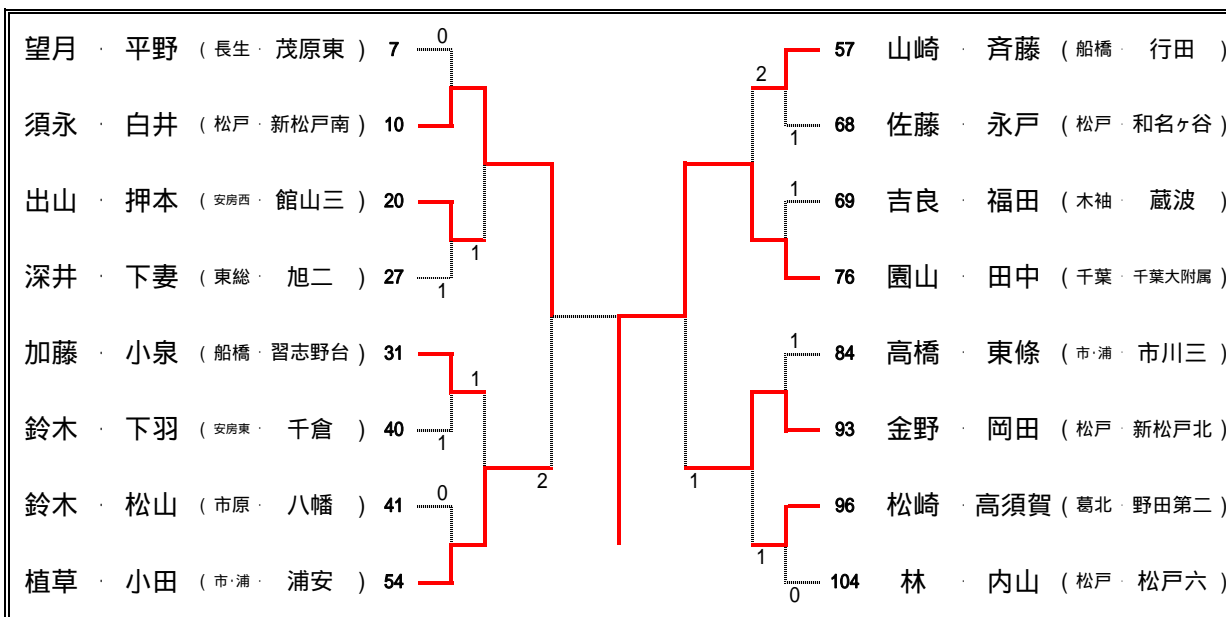 望月 · 平野 ( 長生 · 茂原東 ) 7 0
須永 · 白井 ( 松戸 · 新松戸南 ) 10
出山 · 押本 ( 安房西 · 館山三 ) 20
1
深井 · 下妻 ( 東総 · 旭二 ) 27 1
加藤 · 小泉 ( 船橋 · 習志野台 ) 31
1
鈴木 · 下羽 ( 安房東 · 千倉 ) 40 1
鈴木 · 松山 ( 市原 · 八幡 ) 41 0
2
植草 · 小田 ( 市·浦 · 浦安 ) 54
57 山崎 · 斉藤 ( 船橋 · 行田 )
2
1 68 佐藤 · 永戸 ( 松戸 · 和名ヶ谷 )
1 69 吉良 · 福田 ( 木袖 · 蔵波 )
76 園山 · 田中 ( 千葉 · 千葉大附属 )
1 84 高橋 · 東條 ( 市·浦 · 市川三 )
93 金野 · 岡田 ( 松戸 · 新松戸北 )
1
96 松崎 · 高須賀 ( 葛北 · 野田第二 )
1
0 104 林 · 内山 ( 松戸 · 松戸六 )